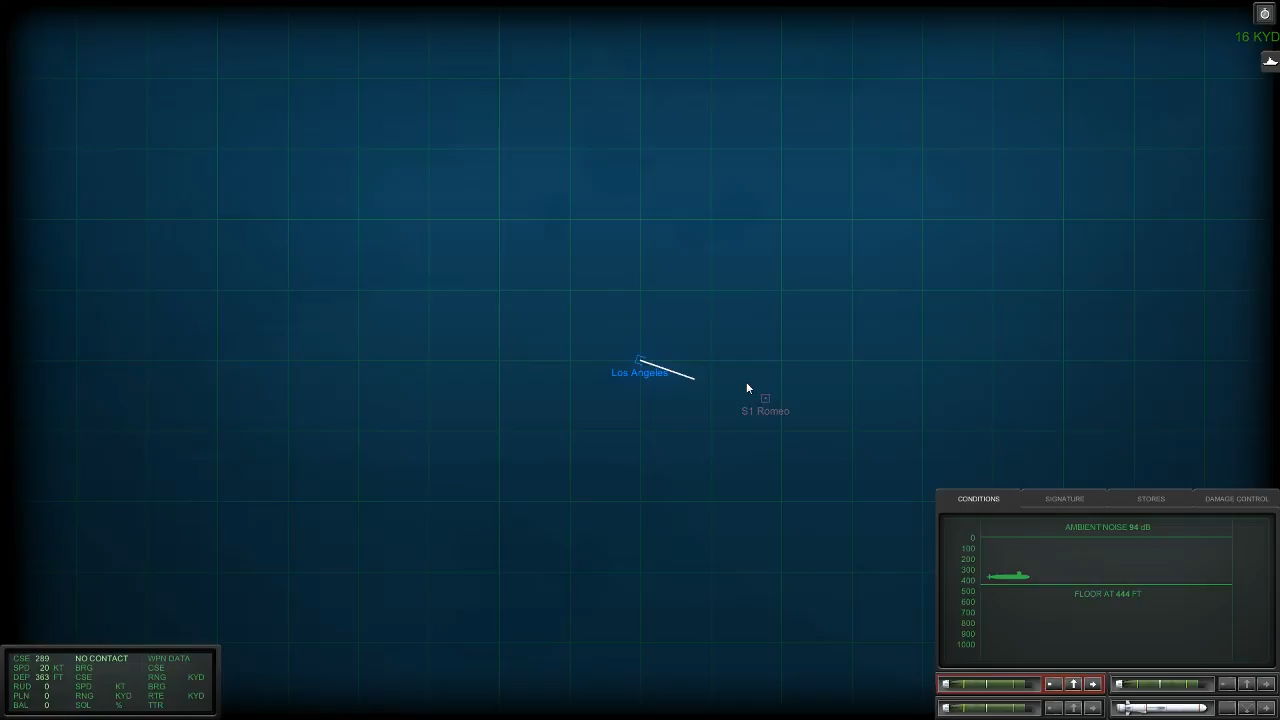 16 KYD
Los Angeles
S1 Romeo
CONDITIONS SIGNATURE STORES DAMAGE CONTROL
AMBIENT NOISE 94 dB
0
100
200
300
400
500
600
700
800
900
1000
FLOOR AT 444 FT
CSE 289 NO CONTACT WPN DATA
SPD 20 KT BRG CSE
DEP 363 FT CSE RNG KYD
RUD 0 SPD KT BRG
PLN 0 RNG KYD RTE KYD
BAL 0 SOL % TTR